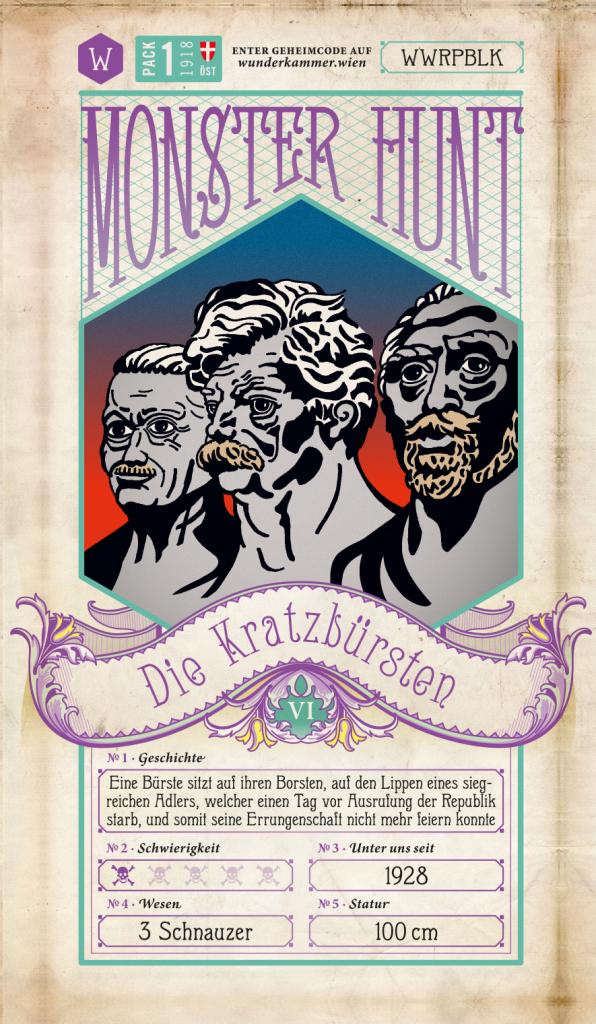 W
PACK 1 1918 ÖST
ENTER GEHEIMCODE AUF
wunderkammer.wien
WWRPBLK
MONSTER HUNT
Die Kratzbürsten
VI
№ 1 · Geschichte
Eine Bürste sitzt auf ihren Borsten, auf den Lippen eines sieg-
reichen Adlers, welcher einen Tag vor Ausrufung der Republik
starb, und somit seine Errungenschaft nicht mehr feiern konnte
№ 2 · Schwierigkeit
№ 3 · Unter uns seit
1928
№ 4 · Wesen
№ 5 · Statur
3 Schnauzer
100 cm